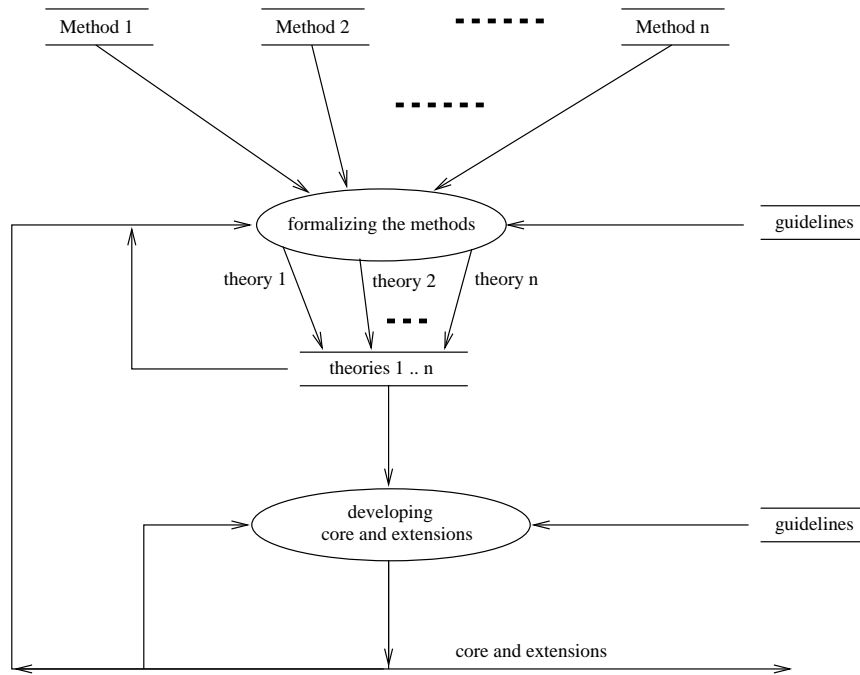 Method 1
Method 2
Method n
formalizing the methods
guidelines
theory 1
theory 2
theory n
theories 1 .. n
developing
core and extensions
guidelines
core and extensions